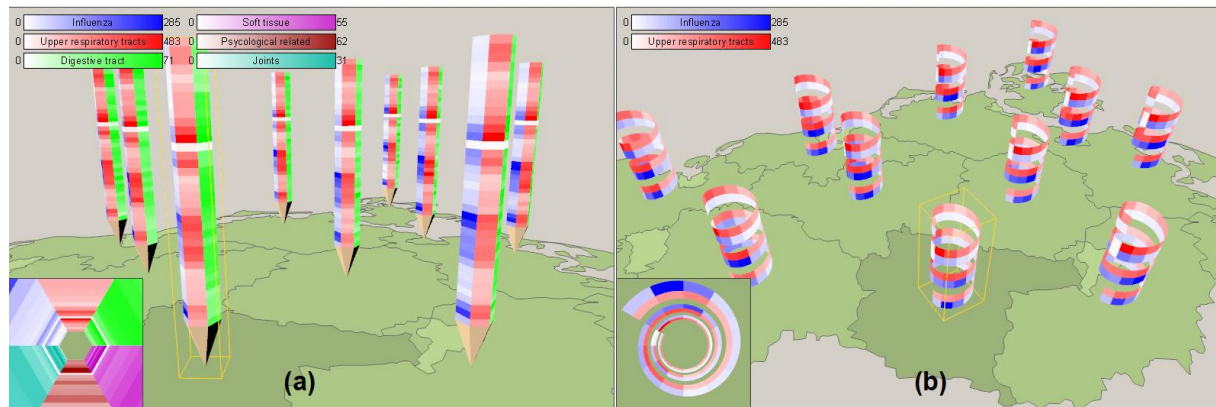 0 Influenza 285 0 Soft tissue 55
0 Upper respiratory tracts 483 0 Psycological related 62
0 Digestive tract 71 0 Joints 31
(a)
0 Influenza 285
0 Upper respiratory tracts 483
(b)